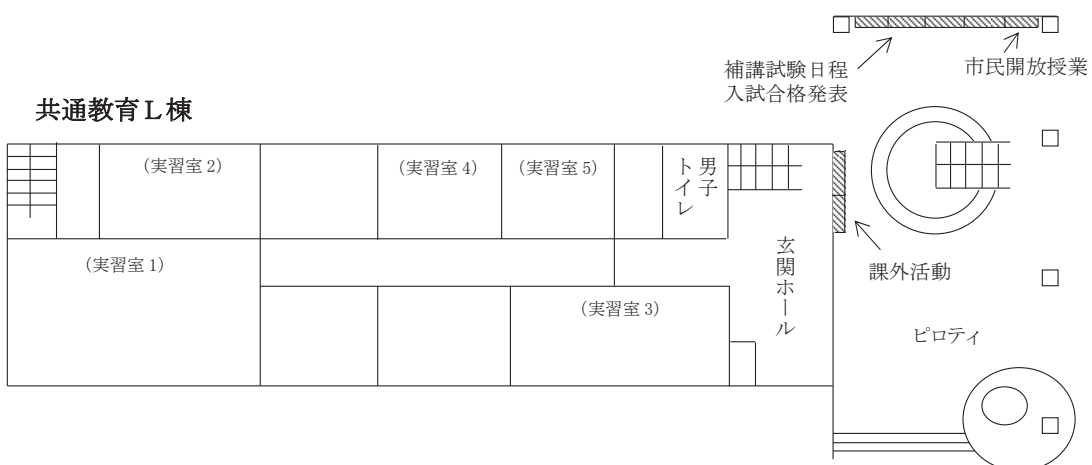 補講試験日程
入試合格発表
市民開放授業
共通教育L棟
(実習室 2)
(実習室 4)
(実習室 5)
男子
トイレ
(実習室 1)
玄関ホール
課外活動
(実習室 3)
ピロティ